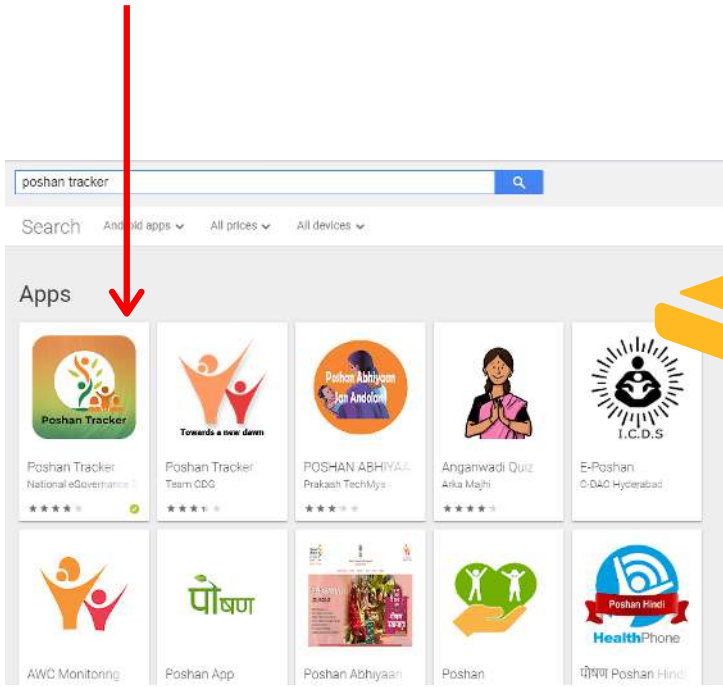 poshan tracker
Search
Android apps
All prices
All devices
Apps
Poshan Tracker
Towards a new dawn
Poshan Abhiyaan
Jan Andolan
I.C.D.S
Poshan Tracker
Poshan Tracker
POSHAN ABHIYAA
Anganwadi Quiz
E-Poshan
National eGovernance
Team CDG
Prakash TechMys
Arka Majhi
C-DAC Hyderabad
पोषण
Poshan Hindi
HealthPhone
AWC Monitoring
Poshan App
Poshan Abhiyaan
Poshan
पोषण Poshan Hindi